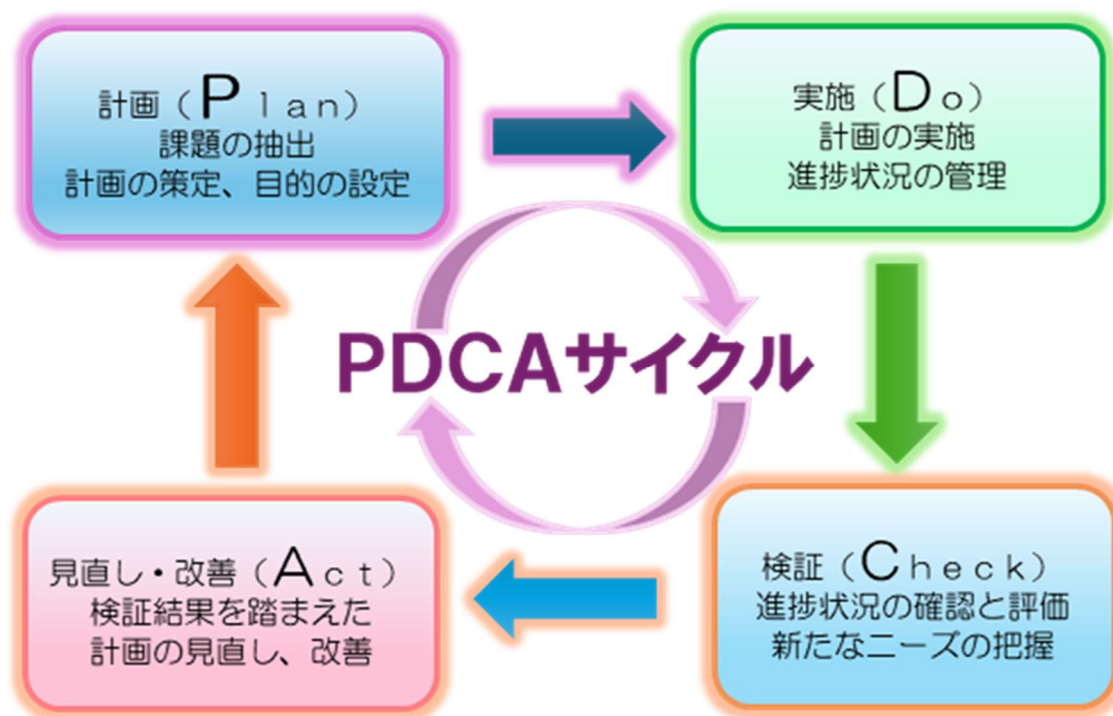 計画（Ｐｌａｎ）
課題の抽出
計画の策定、目的の設定
実施（Ｄｏ）
計画の実施
進捗状況の管理
PDCAサイクル
見直し・改善（Ａｃｔ）
検証結果を踏まえた
計画の見直し、改善
検証（Ｃｈｅｃｋ）
進捗状況の確認と評価
新たなニーズの把握